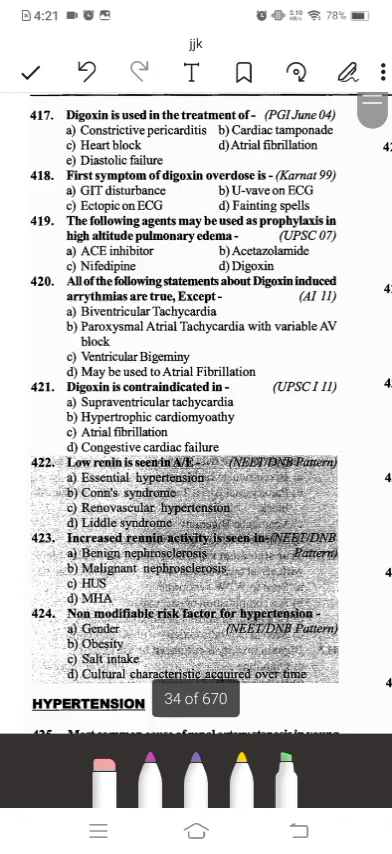 4:21
0.10
KB/s
78%
jjk
T
417. Digoxin is used in the treatment of - (PGI June 04)
a) Constrictive pericarditis b) Cardiac tamponade
c) Heart block d) Atrial fibrillation
e) Diastolic failure
418. First symptom of digoxin overdose is - (Karnat 99)
a) GIT disturbance b) U-vave on ECG
c) Ectopic on ECG d) Fainting spells
419. The following agents may be used as prophylaxis in
high altitude pulmonary edema - (UPSC 07)
a) ACE inhibitor b) Acetazolamide
c) Nifedipine d) Digoxin
420. All of the following statements about Digoxin induced
arrythmias are true, Except - (AI 11)
a) Biventricular Tachycardia
b) Paroxysmal Atrial Tachycardia with variable AV
block
c) Ventricular Bigeminy
d) May be used to Atrial Fibrillation
421. Digoxin is contraindicated in - (UPSC I 11)
a) Supraventricular tachycardia
b) Hypertrophic cardiomyoathy
c) Atrial fibrillation
d) Congestive cardiac failure
422. Low renin is seen in A/E - (NEET/DNB Pattern)
a) Essential hypertension
b) Conn's syndrome
c) Renovascular hypertension
d) Liddle syndrome
423. Increased rennin activity is seen in- (NEET/DNB
a) Benign nephrosclerosis Pattern)
b) Malignant nephrosclerosis
c) HUS
d) MHA
424. Non modifiable risk factor for hypertension -
a) Gender (NEET/DNB Pattern)
b) Obesity
c) Salt intake
d) Cultural characteristic acquired over time
HYPERTENSION
34 of 670